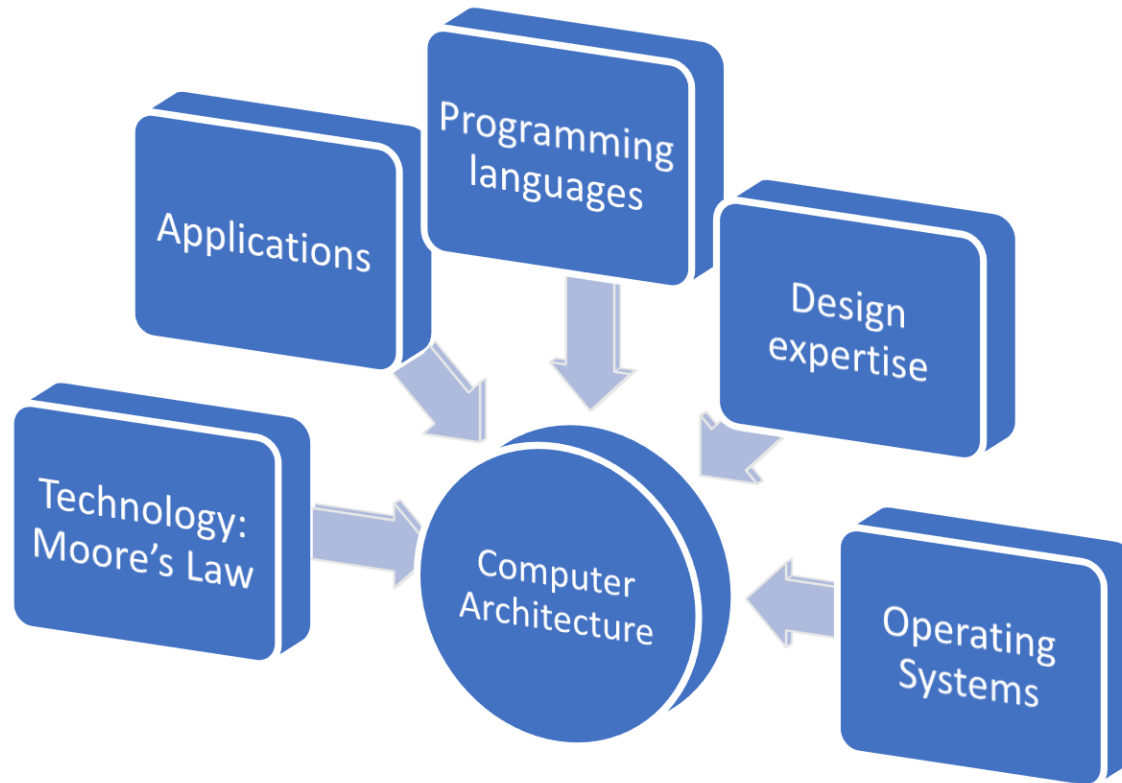 Programming
languages
Applications
Design
expertise
Technology:
Moore’s Law
Computer
Architecture
Operating
Systems